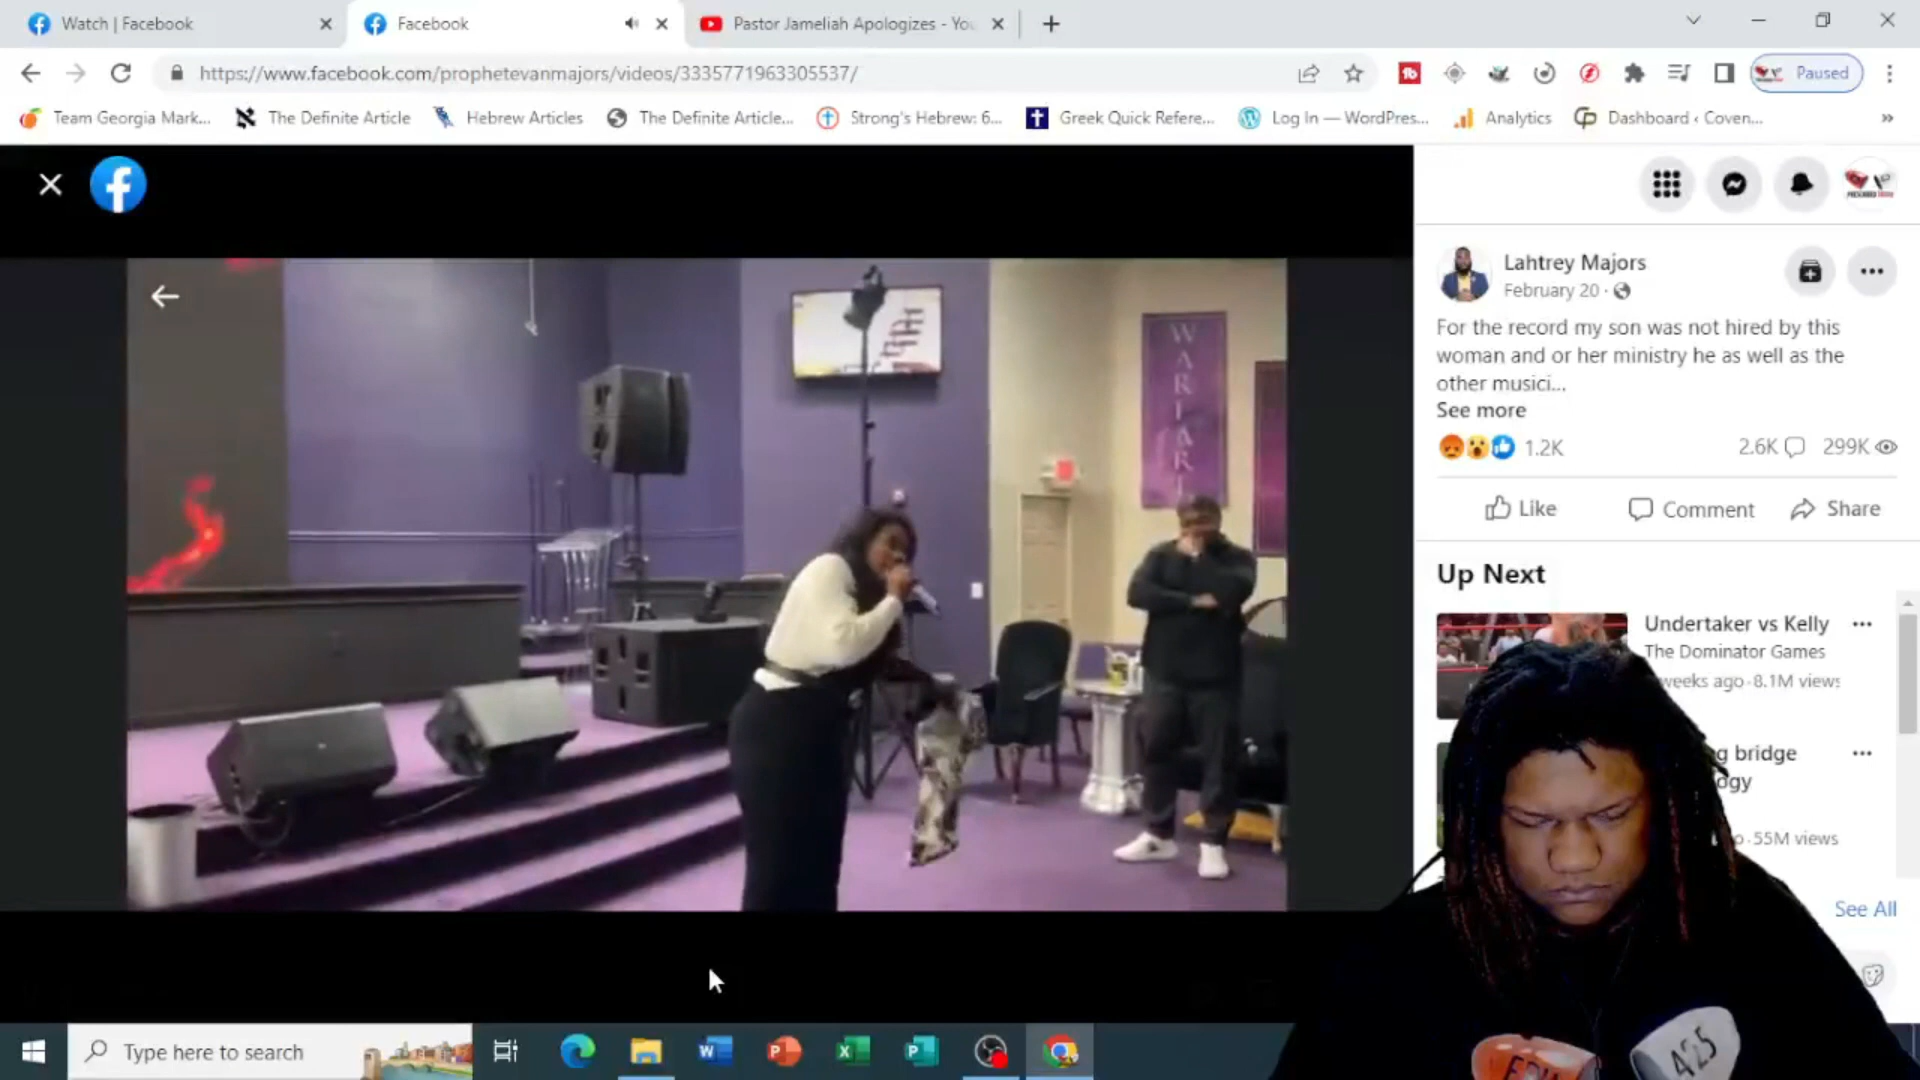 Watch | Facebook
Facebook
Pastor Jameliah Apologizes - You
https://www.facebook.com/prophetevanmajors/videos/3335771963305537/
Paused
Team Georgia Mark...
The Definite Article
Hebrew Articles
The Definite Article...
Strong's Hebrew: 6...
Greek Quick Refere...
Log In — WordPres...
Analytics
Dashboard ‹ Coven...
»
Lahtrey Majors
February 20 ·
For the record my son was not hired by this
woman and or her ministry he as well as the
other musici...
See more
1.2K
2.6K
299K
Like
Comment
Share
Up Next
Undertaker vs Kelly
The Dominator Games
weeks ago · 8.1M views
g bridge
ogy
55M views
See All
WARFARE
Type here to search
425